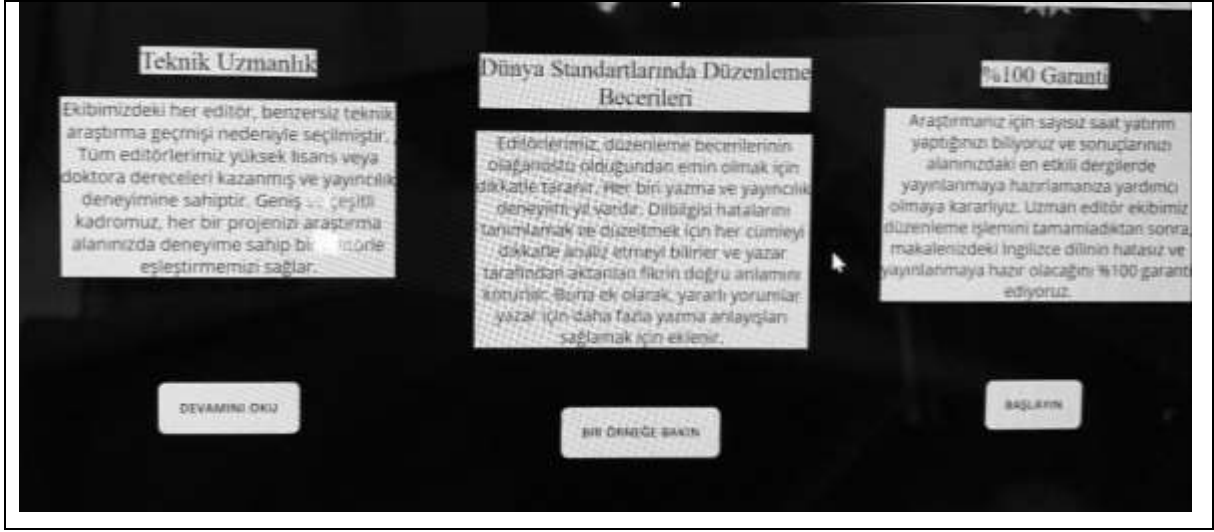 Teknik Uzmanlık
Ekibimizdeki her editör, benzersiz teknik
araştırma geçmişi nedeniyle seçilmiştir.
Tüm editörlerimiz yüksek lisans veya
doktora dereceleri kazanmış ve yayıncılık
deneyimine sahiptir. Geniş ve çeşitli
kadromuz, her bir projenizi araştırma
alanınızda deneyime sahip bir
eşleştirmemizi sağlar.
DEVAMINI OKU
Dünya Standartlarında Düzenleme
Becerileri
Editörlerimiz, düzenleme becerilerinin
olağanüstü olduğundan emin olmak için
dikkatle taranır. Her biri yazma ve yayıncılık
deneyimi yıl vardır. Dilbilgisi hatalarını
tanımlamak ve düzeltmek için her cümleyi
dikkatle analiz etmeyi bilirler ve yazar
tarafından aktarılan fikrin doğru anlamını
korurlar. Buna ek olarak, yararlı yorumlar
yazar için daha fazla yazma anlayışları
sağlamak için eklenir.
BİR ÖRNEĞE BAKIN
%100 Garanti
Araştırmanız için sayısız saat yatırım
yaptığınızı biliyoruz ve sonuçlarınızı
alanınızdaki en etkili dergilerde
yayınlanmaya hazırlamanıza yardımcı
olmaya kararlıyız. Uzman editör ekibimiz
düzenleme işlemini tamamladıktan sonra,
makalenizdeki İngilizce dilinin hatasız ve
yayınlanmaya hazır olacağını %100 garanti
ediyoruz.
BAŞLAYIN